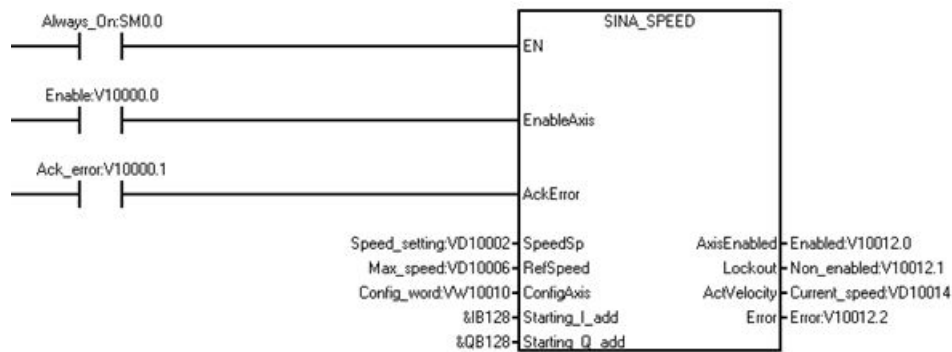 Always_On:SM0.0
SINA_SPEED
EN
Enable:V10000.0
EnableAxis
Ack_error:V10000.1
AckError
Speed_setting:VD10002 SpeedSp AxisEnabled Enabled:V10012.0
Max_speed:VD10006 RefSpeed Lockout Non_enabled:V10012.1
Config_word:VW10010 ConfigAxis ActVelocity Current_speed:VD10014
&IB128 Starting_I_add Error Error:V10012.2
&QB128 Starting_Q_add